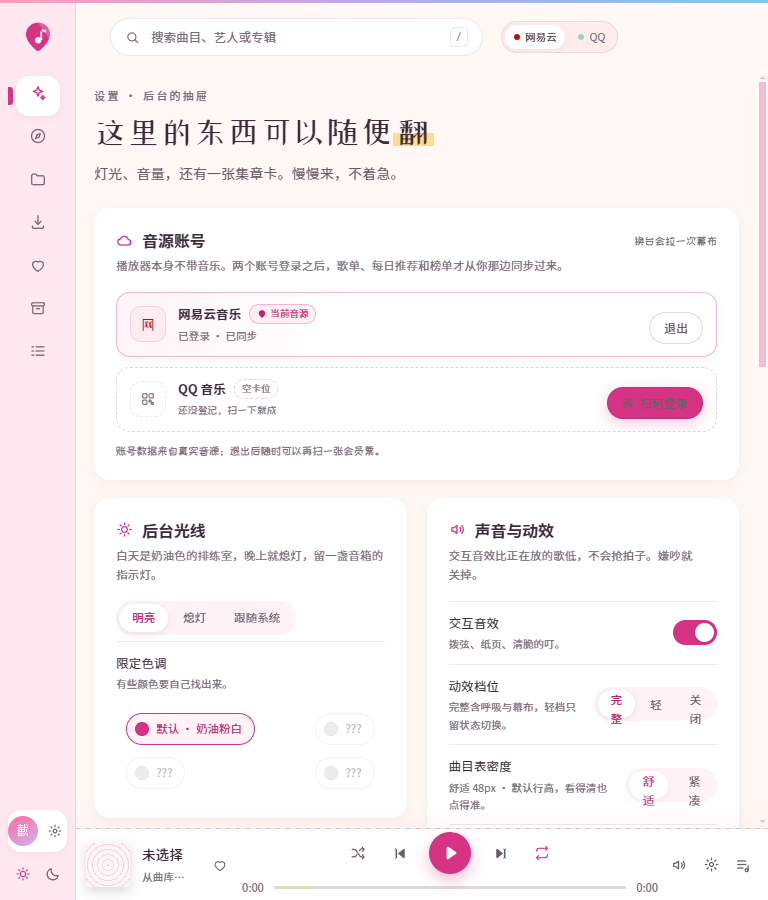 搜索曲目、艺人或专辑
/
网易云
QQ
设置 • 后台的抽屉
这里的东西可以随便翻
灯光、音量，还有一张集章卡。慢慢来，不着急。
音源账号
换台会拉一次幕布
播放器本身不带音乐。两个账号登录之后，歌单、每日推荐和榜单才从你那边同步过来。
网
网易云音乐
当前音源
已登录 • 已同步
退出
QQ 音乐
空卡位
还没登记，扫一下就成
扫码登录
账号数据来自真实音源；退出后随时可以再扫一张会员票。
后台光线
白天是奶油色的排练室，晚上就熄灯，留一盏音箱的
指示灯。
明亮
熄灯
跟随系统
限定色调
有些颜色要自己找出来。
默认 • 奶油粉白
???
???
???
声音与动效
交互音效比正在放的歌低，不会抢拍子。嫌吵就
关掉。
交互音效
拨弦、纸页、清脆的叮。
动效档位
完整含呼吸与幕布，轻档只
留状态切换。
完
整
轻
关
闭
曲目表密度
舒适 48px • 默认行高，看得清也
点得准。
舒
适
紧
凑
截
未选择
从曲库…
0:00
0:00